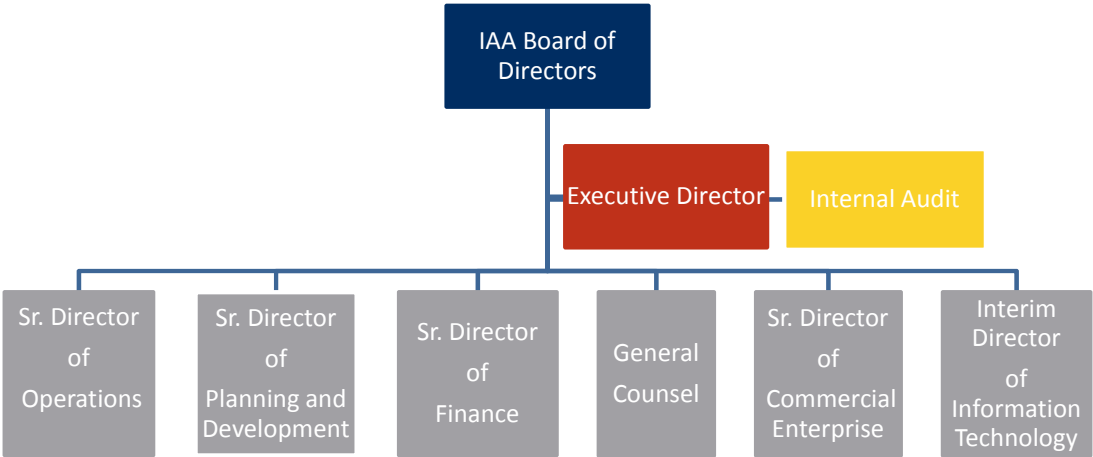 IAA Board of
Directors
Executive Director
Internal Audit
Sr. Director
of
Operations
Sr. Director
of
Planning and
Development
Sr. Director
of
Finance
General
Counsel
Sr. Director
of
Commercial
Enterprise
Interim
Director
of
Information
Technology